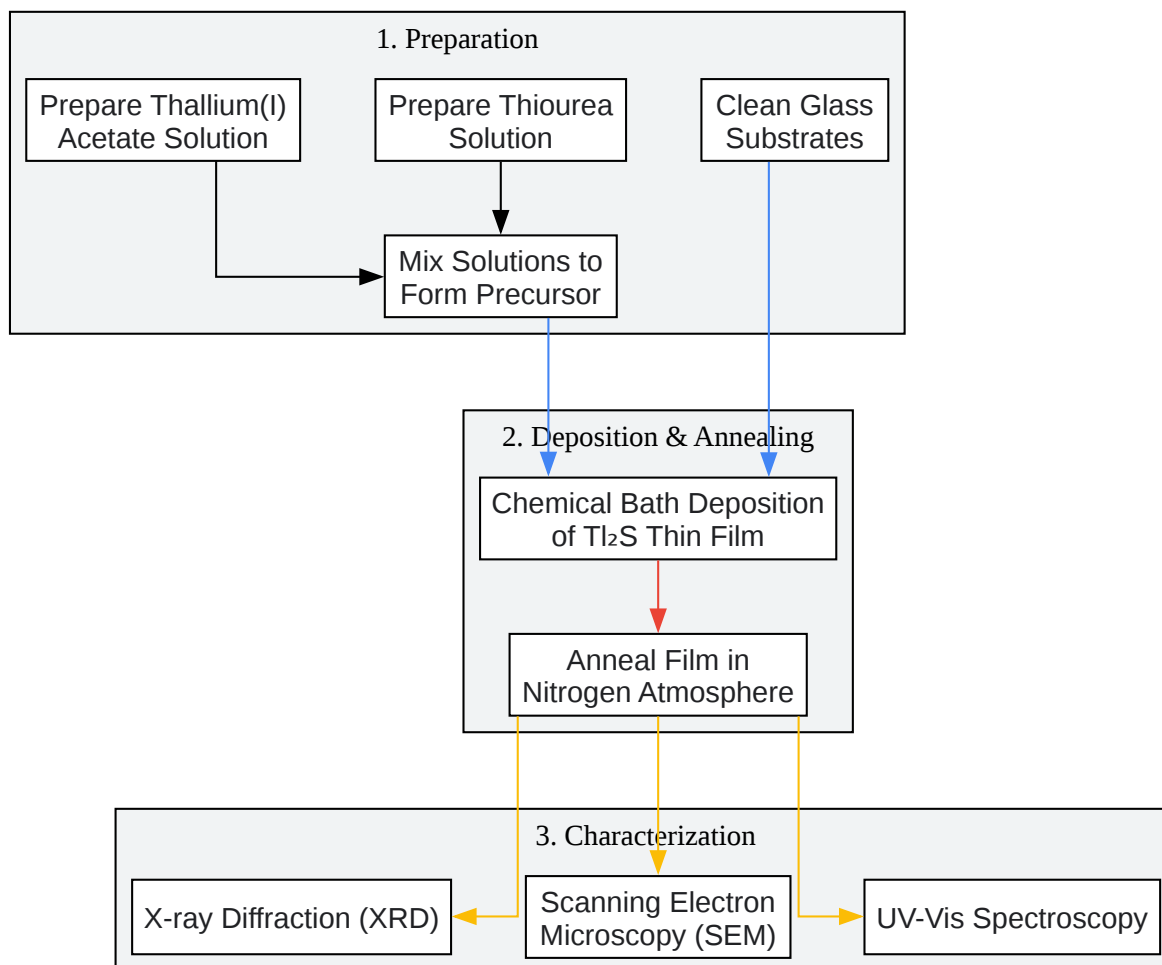 1. Preparation
Prepare Thallium(I)
Acetate Solution
Prepare Thiourea
Solution
Clean Glass
Substrates
Mix Solutions to
Form Precursor
2. Deposition & Annealing
Chemical Bath Deposition
of Tl₂S Thin Film
Anneal Film in
Nitrogen Atmosphere
3. Characterization
X-ray Diffraction (XRD)
Scanning Electron
Microscopy (SEM)
UV-Vis Spectroscopy